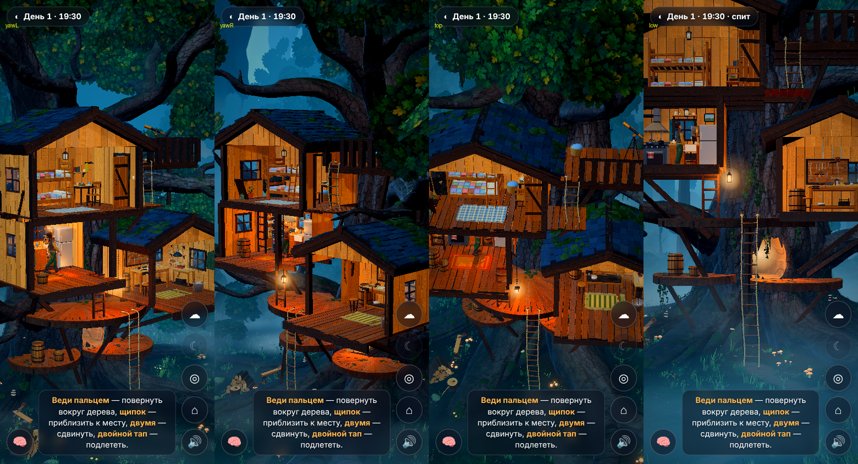 День 1 · 19:30
yawL
Веди пальцем — повернуть
вокруг дерева, щипок —
приблизить к месту, двумя —
сдвинуть, двойной тап —
подлететь.
День 1 · 19:30
yawR
Веди пальцем — повернуть
вокруг дерева, щипок —
приблизить к месту, двумя —
сдвинуть, двойной тап —
подлететь.
День 1 · 19:30
top
Веди пальцем — повернуть
вокруг дерева, щипок —
приблизить к месту, двумя —
сдвинуть, двойной тап —
подлететь.
День 1 · 19:30 · спит
low
Веди пальцем — повернуть
вокруг дерева, щипок —
приблизить к месту, двумя —
сдвинуть, двойной тап —
подлететь.